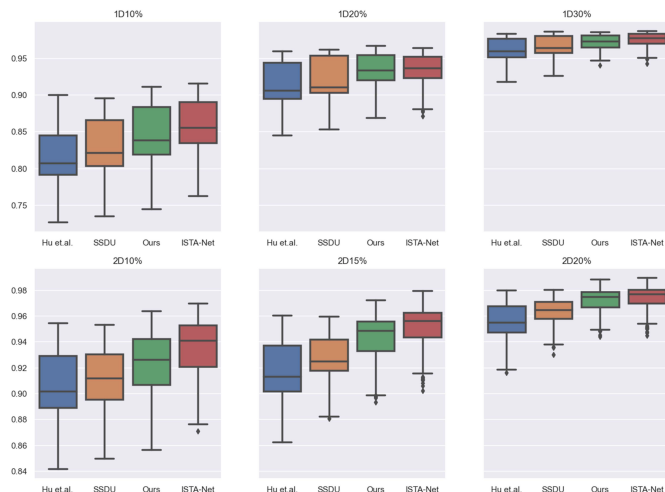 1D10%
1D20%
1D30%
0.95
0.90
0.85
0.80
0.75
Hu et.al. SSDU Ours ISTA-Net
Hu et.al. SSDU Ours ISTA-Net
Hu et.al. SSDU Ours ISTA-Net
2D10%
2D15%
2D20%
0.98
0.96
0.94
0.92
0.90
0.88
0.86
0.84
Hu et.al. SSDU Ours ISTA-Net
Hu et.al. SSDU Ours ISTA-Net
Hu et.al. SSDU Ours ISTA-Net